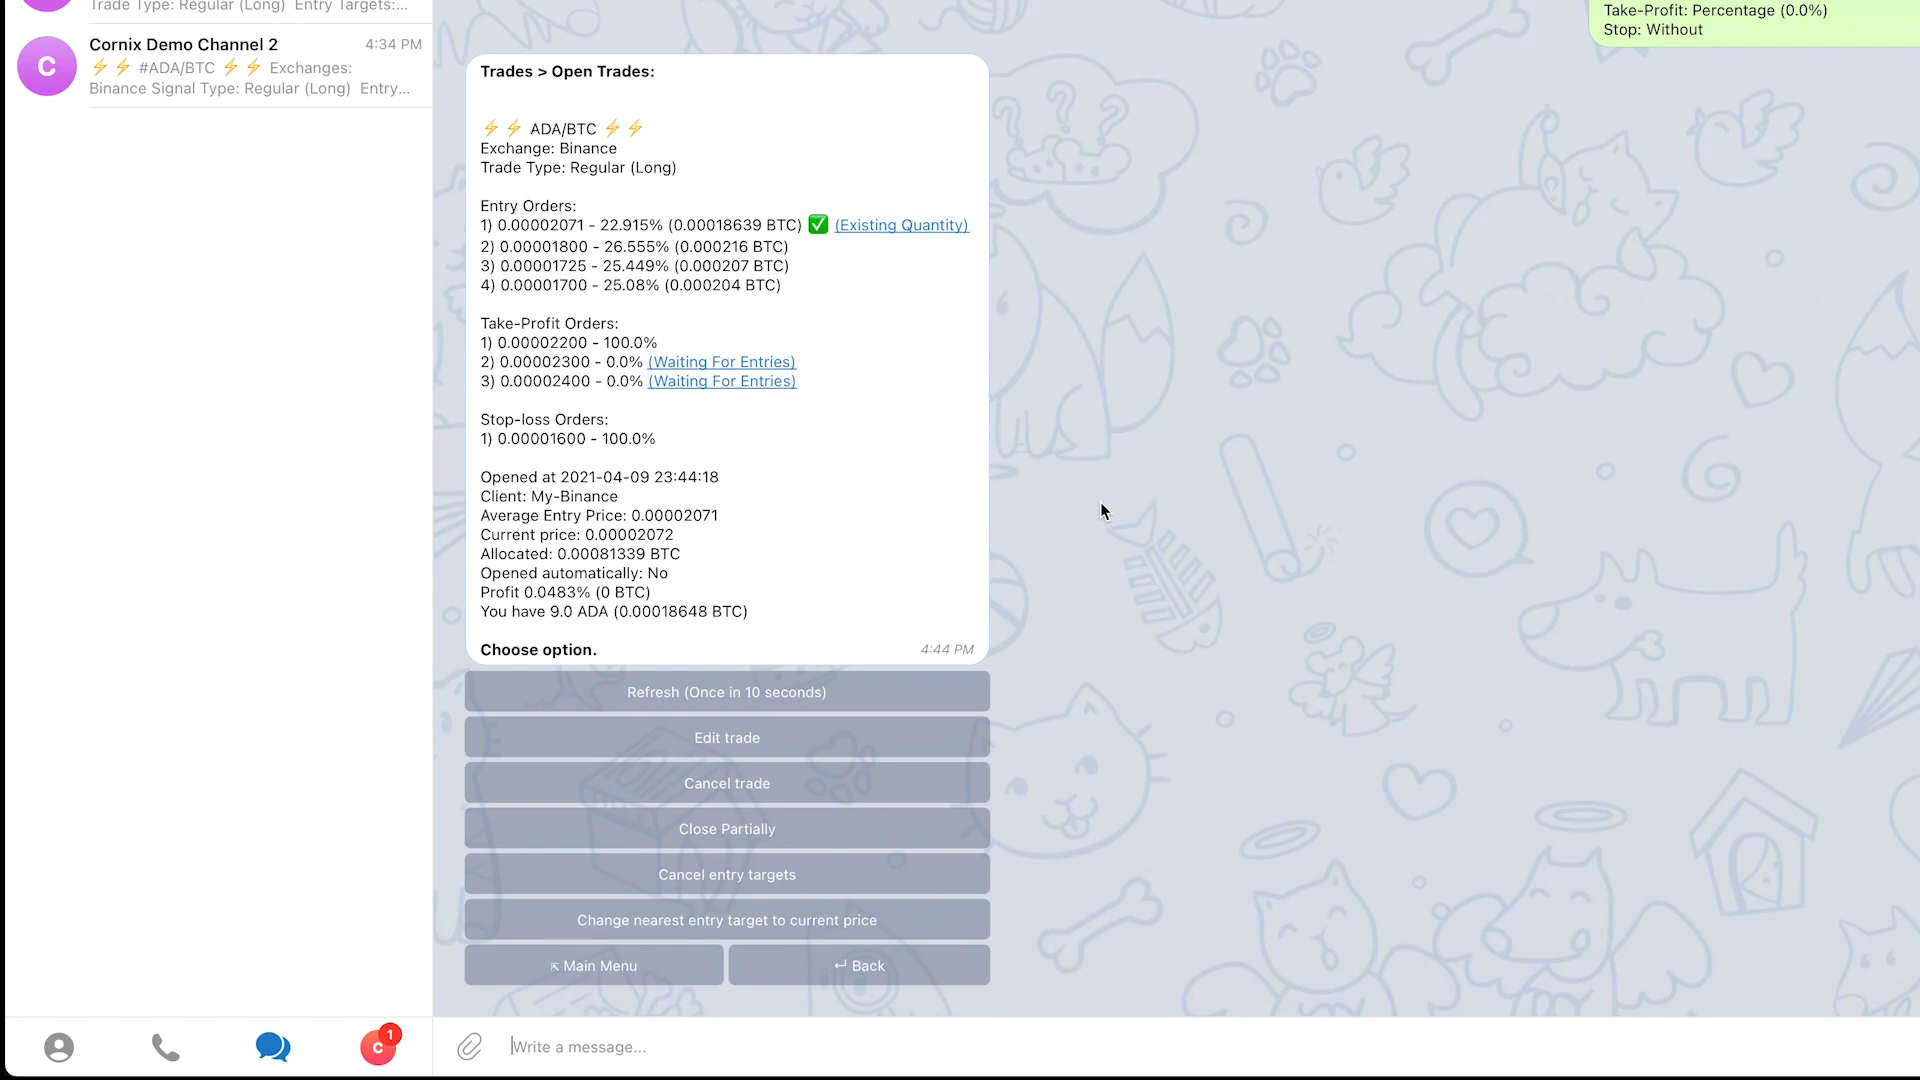 Trade Type: Regular (Long) Entry Targets:...
Cornix Demo Channel 2 4:34 PM
C
⚡⚡ #ADA/BTC ⚡⚡ Exchanges:
Binance Signal Type: Regular (Long) Entry...
Take-Profit: Percentage (0.0%)
Stop: Without
Trades > Open Trades:
⚡⚡ ADA/BTC ⚡⚡
Exchange: Binance
Trade Type: Regular (Long)
Entry Orders:
1) 0.00002071 - 22.915% (0.00018639 BTC) ✅ (Existing Quantity)
2) 0.00001800 - 26.555% (0.000216 BTC)
3) 0.00001725 - 25.449% (0.000207 BTC)
4) 0.00001700 - 25.08% (0.000204 BTC)
Take-Profit Orders:
1) 0.00002200 - 100.0%
2) 0.00002300 - 0.0% (Waiting For Entries)
3) 0.00002400 - 0.0% (Waiting For Entries)
Stop-loss Orders:
1) 0.00001600 - 100.0%
Opened at 2021-04-09 23:44:18
Client: My-Binance
Average Entry Price: 0.00002071
Current price: 0.00002072
Allocated: 0.00081339 BTC
Opened automatically: No
Profit 0.0483% (0 BTC)
You have 9.0 ADA (0.00018648 BTC)
Choose option. 4:44 PM
Refresh (Once in 10 seconds)
Edit trade
Cancel trade
Close Partially
Cancel entry targets
Change nearest entry target to current price
⇱ Main Menu
↵ Back
C 1
Write a message...